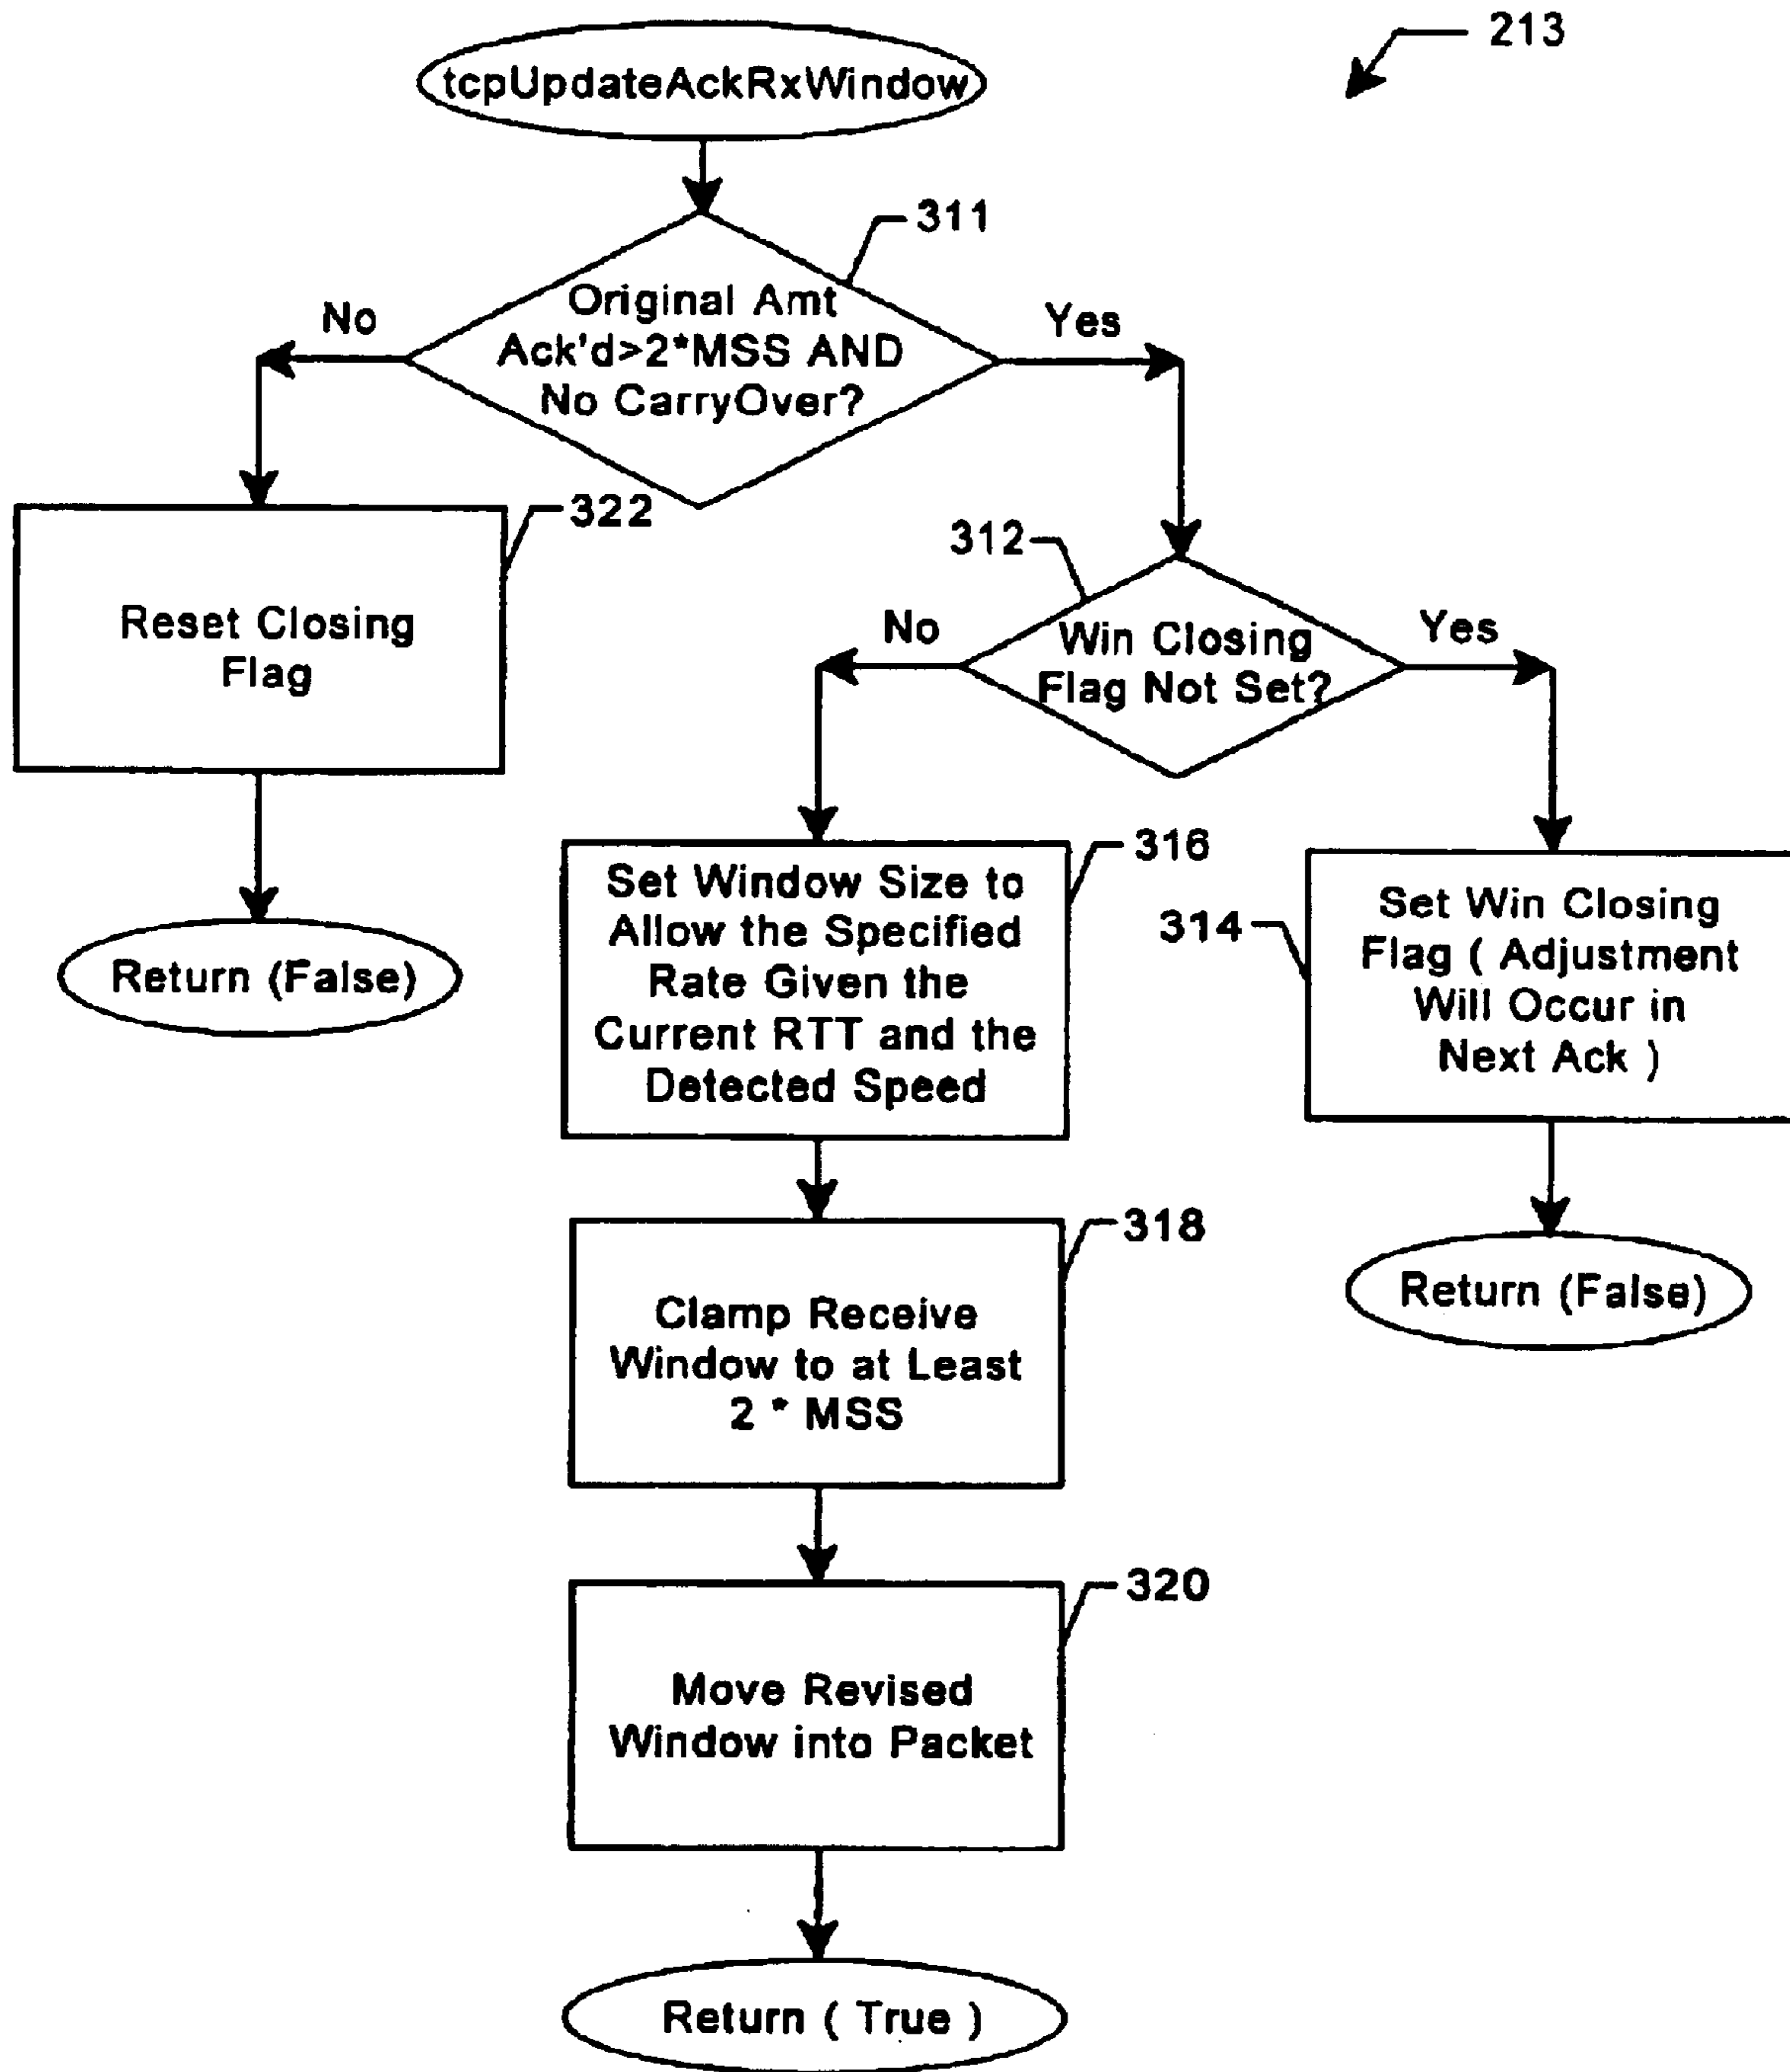 213
tcpUpdateAckRxWindow
311
Original Amt
Ack'd>2*MSS AND
No CarryOver?
No
Yes
322
Reset Closing
Flag
Return (False)
312
Win Closing
Flag Not Set?
No
Yes
316
Set Window Size to
Allow the Specified
Rate Given the
Current RTT and the
Detected Speed
314
Set Win Closing
Flag ( Adjustment
Will Occur in
Next Ack )
Return (False)
318
Clamp Receive
Window to at Least
2 * MSS
320
Move Revised
Window into Packet
Return ( True )